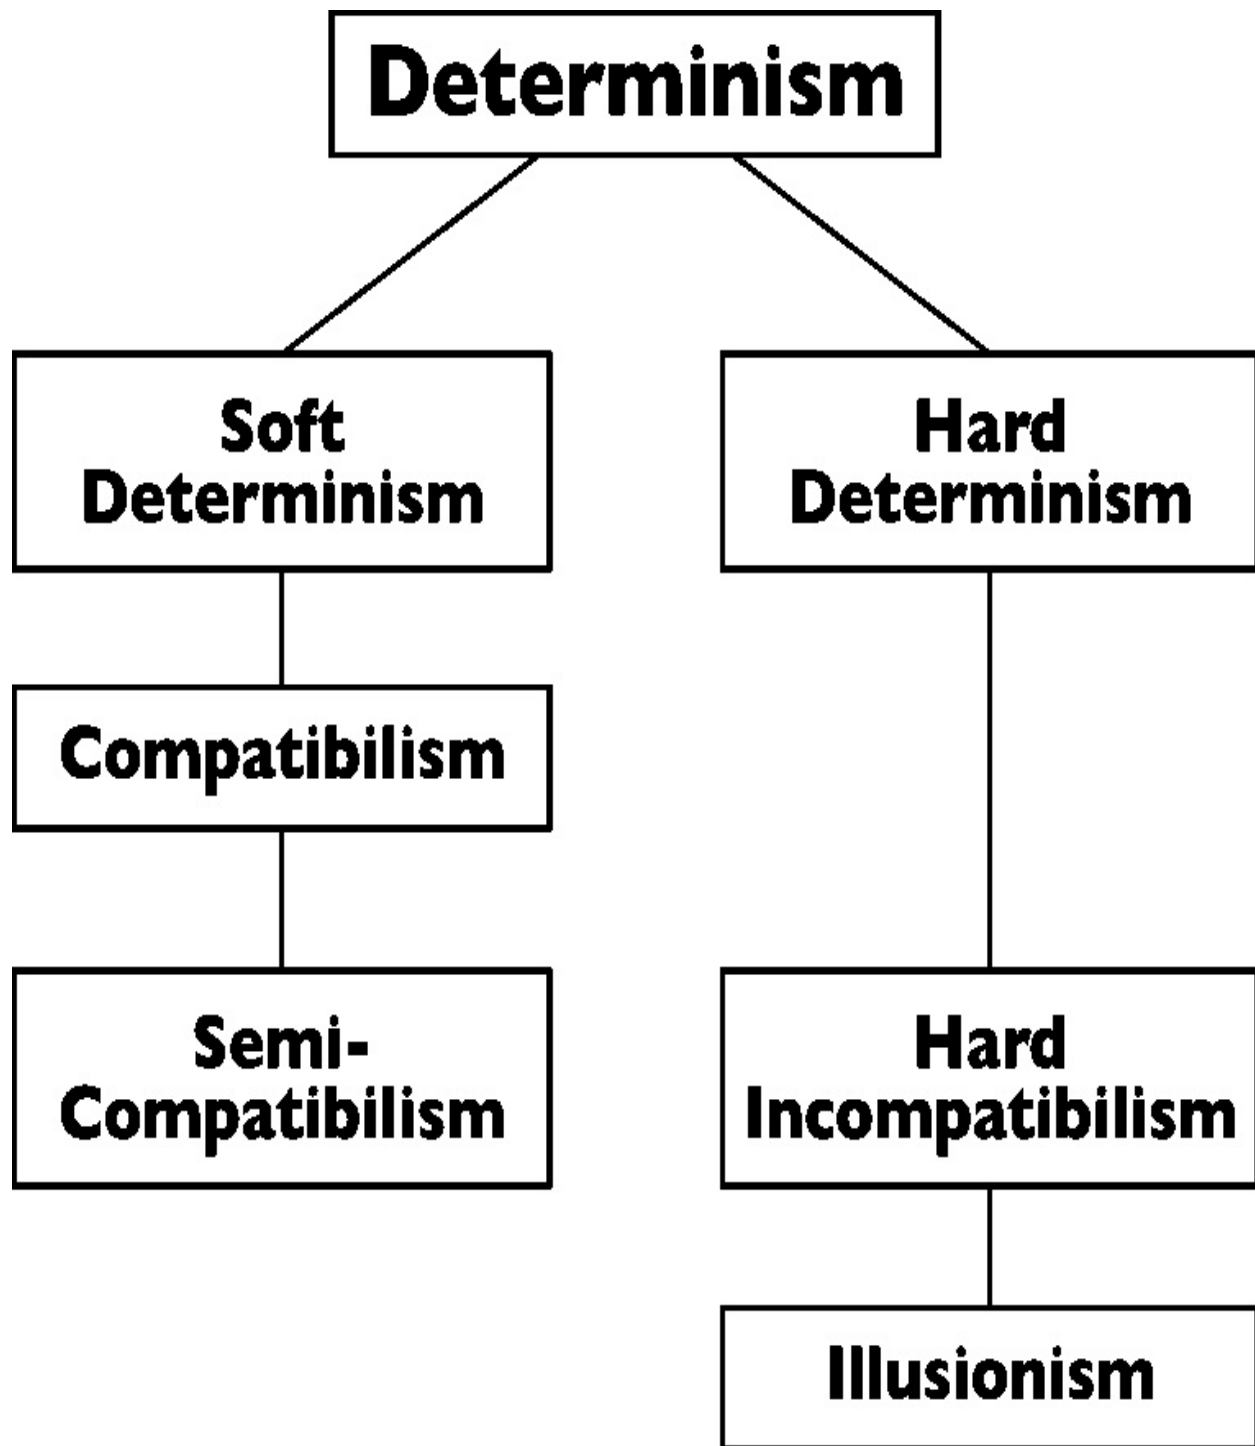 Determinism
Soft
Determinism
Hard
Determinism
Compatibilism
Semi-
Compatibilism
Hard
Incompatibilism
Illusionism